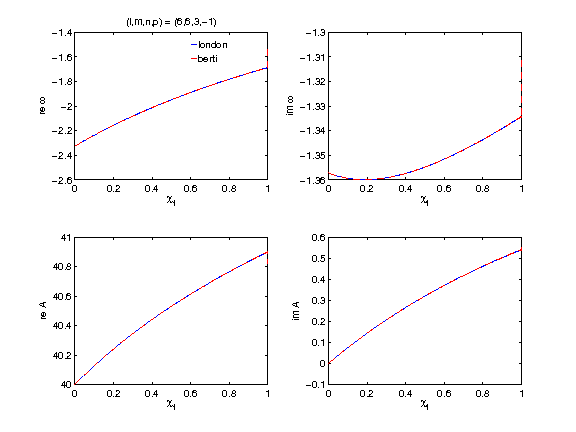 (l,m,n,p) = (6,6,3,−1)
−1.4
−1.6
−1.8
−2
−2.2
−2.4
−2.6
re ω
0 0.2 0.4 0.6 0.8 1
χf
london
berti
−1.3
−1.31
−1.32
−1.33
−1.34
−1.35
−1.36
im ω
0 0.2 0.4 0.6 0.8 1
χf
41
40.8
40.6
40.4
40.2
40
re A
0 0.2 0.4 0.6 0.8 1
χf
0.6
0.5
0.4
0.3
0.2
0.1
0
−0.1
im A
0 0.2 0.4 0.6 0.8 1
χf